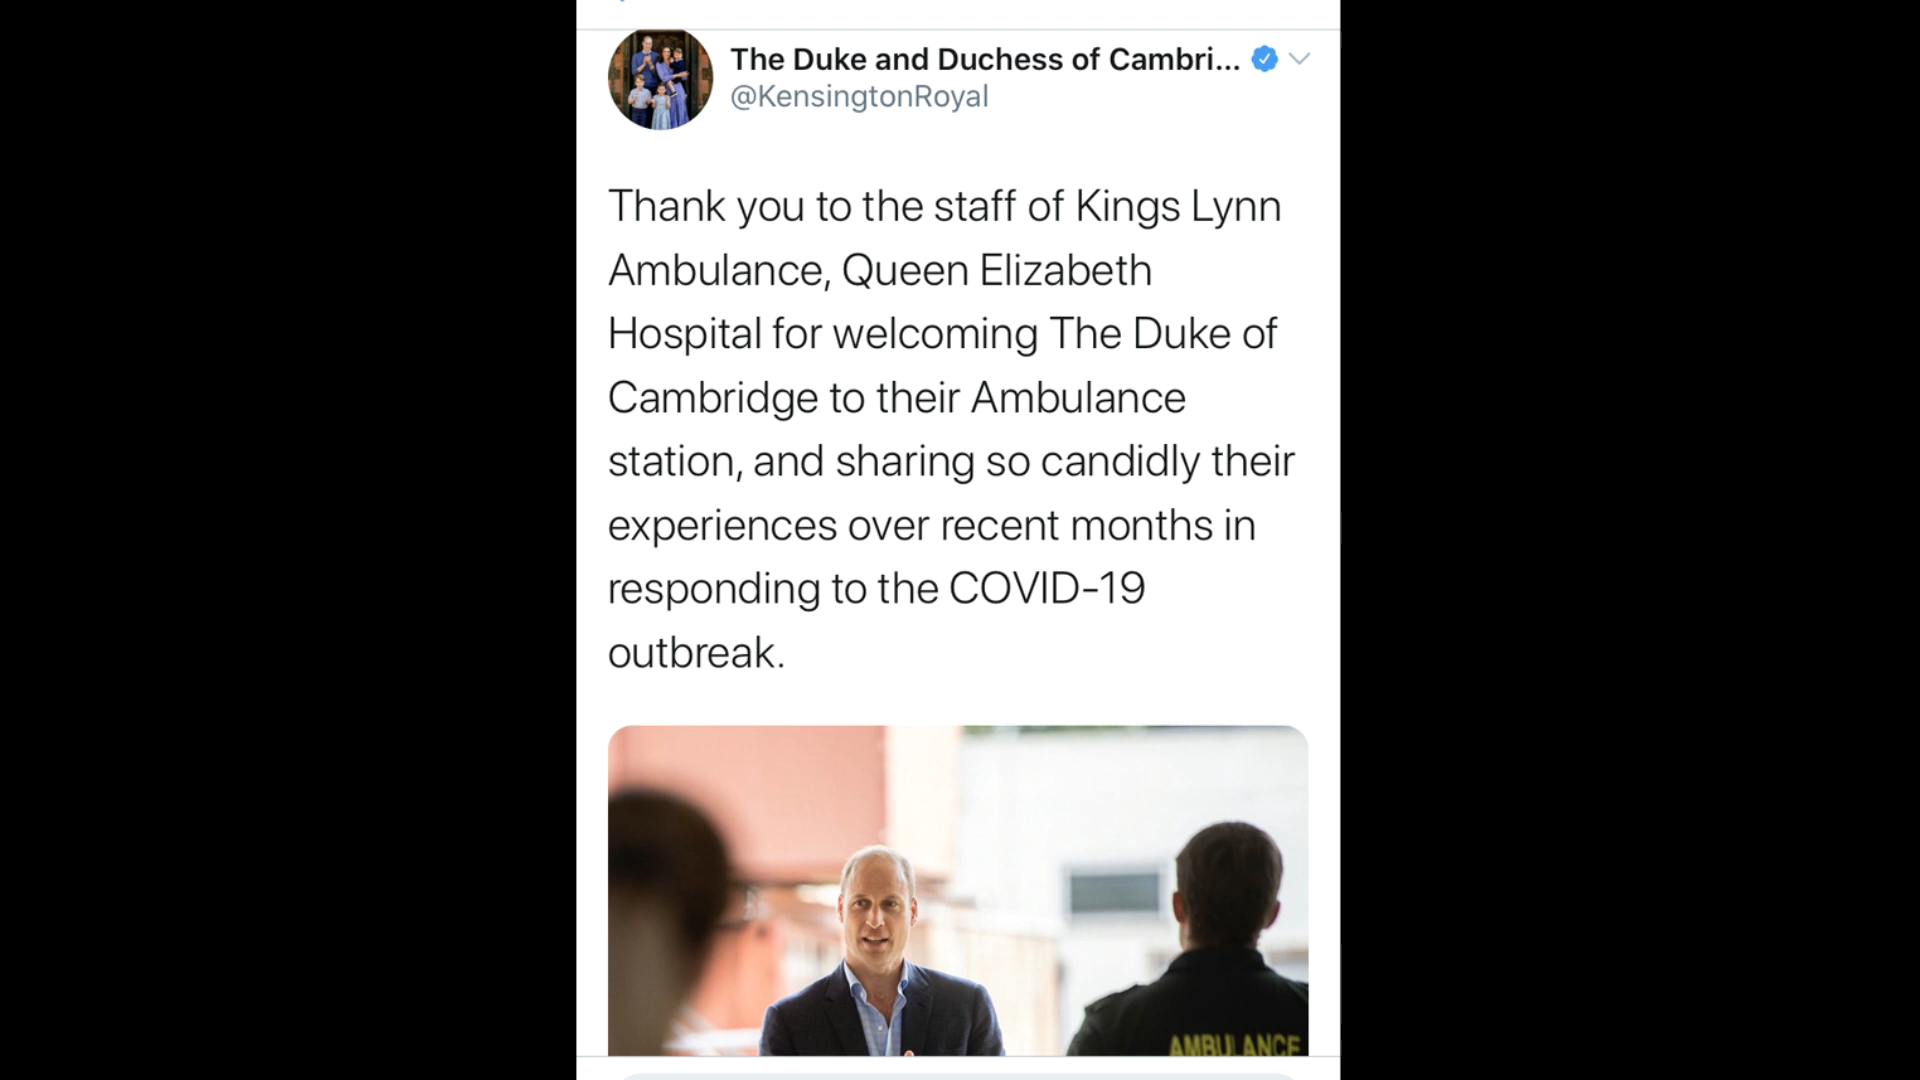 The Duke and Duchess of Cambri...
@KensingtonRoyal
Thank you to the staff of Kings Lynn
Ambulance, Queen Elizabeth
Hospital for welcoming The Duke of
Cambridge to their Ambulance
station, and sharing so candidly their
experiences over recent months in
responding to the COVID-19
outbreak.
AMBULANCE